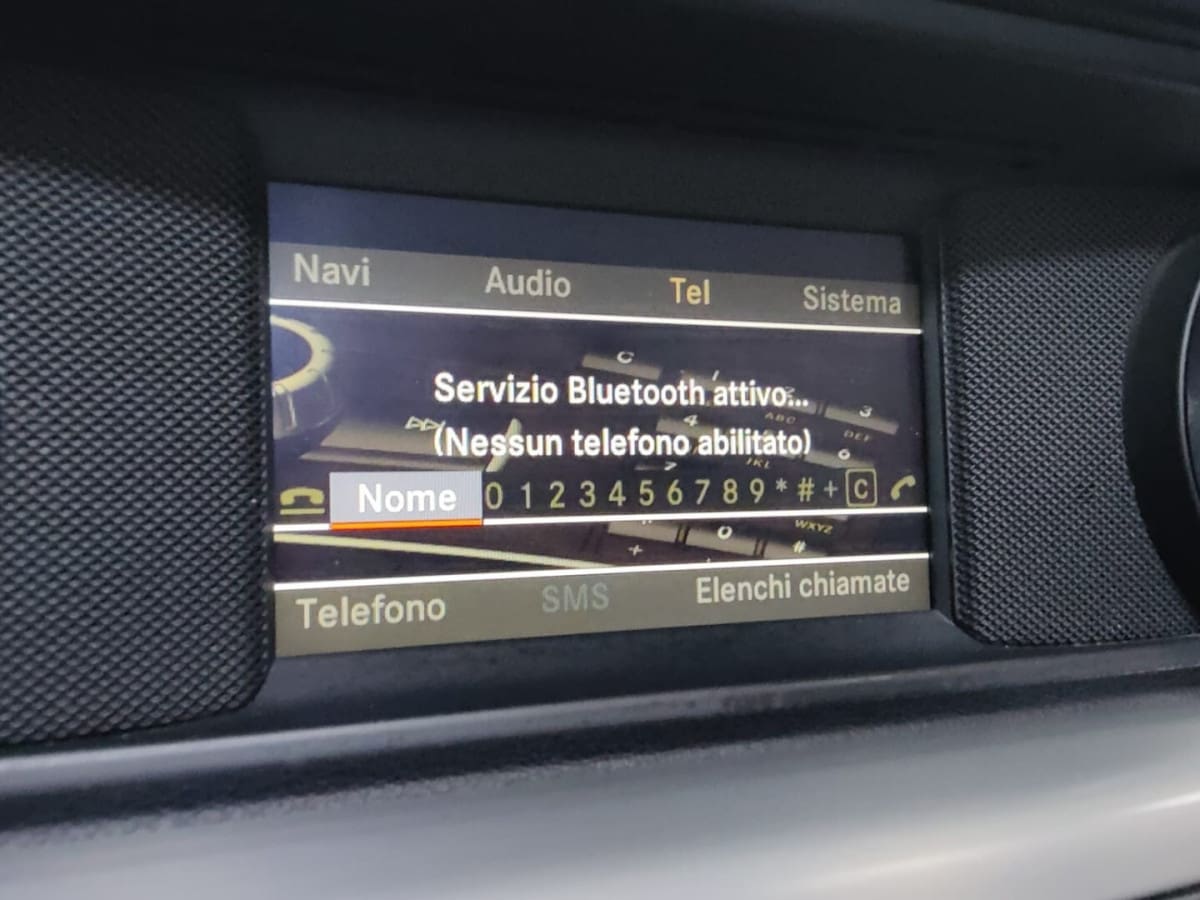 Navi Audio Tel Sistema
Servizio Bluetooth attivo...
(Nessun telefono abilitato)
Nome 0 1 2 3 4 5 6 7 8 9 * # + C
Telefono SMS Elenchi chiamate